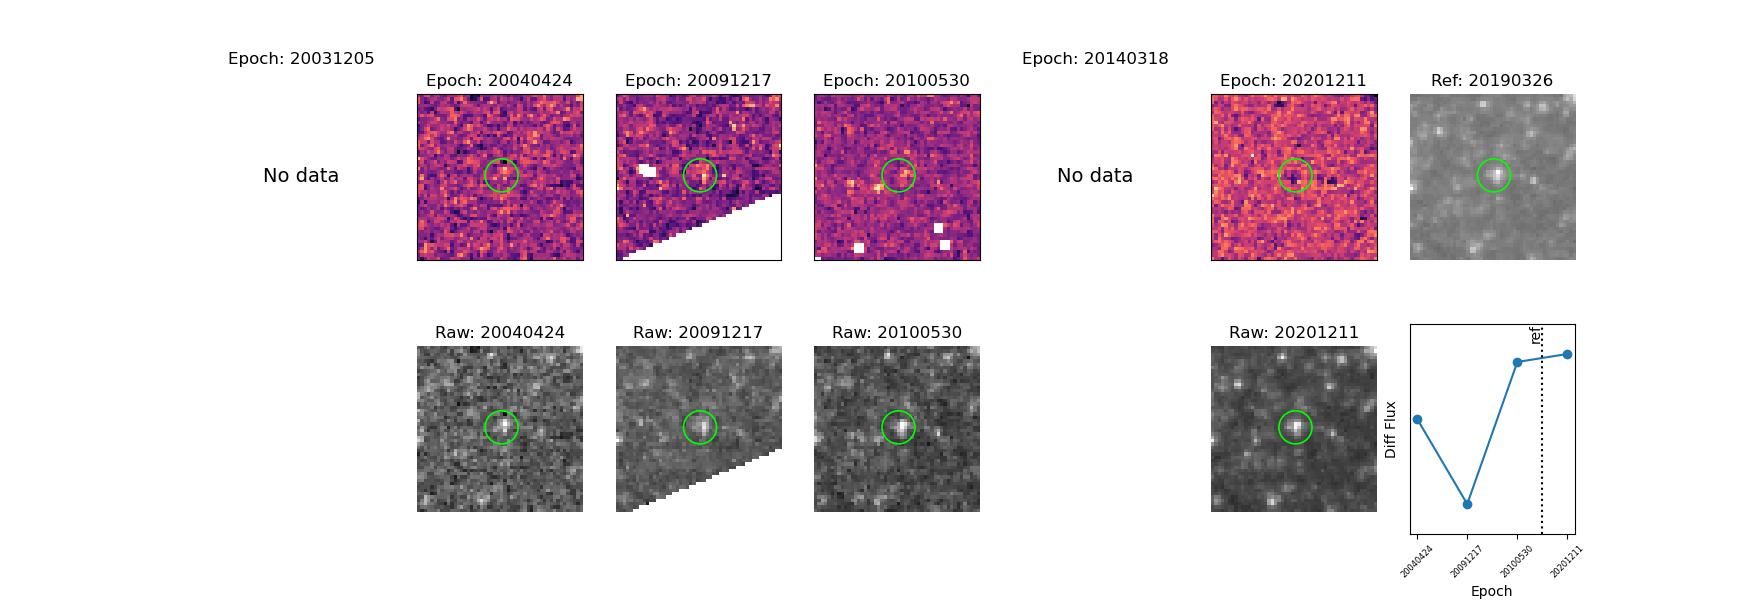 Epoch: 20031205
Epoch: 20140318
Epoch: 20040424
Epoch: 20091217
Epoch: 20100530
Epoch: 20201211
Ref: 20190326
No data
No data
Raw: 20040424
Raw: 20091217
Raw: 20100530
Raw: 20201211
ref
Diff Flux
20040424
20091217
20100530
20201211
Epoch